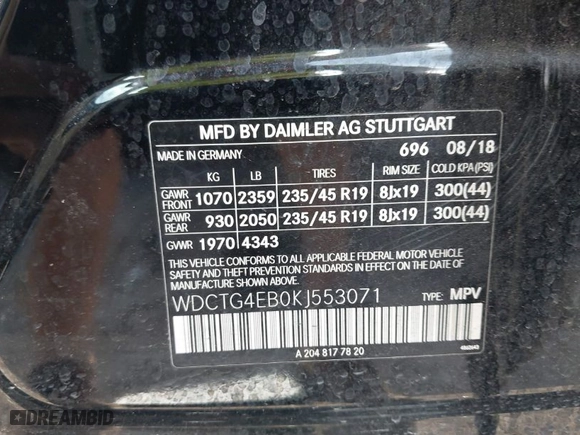 MFD BY DAIMLER AG STUTTGART
MADE IN GERMANY 696 08/18
KG LB TIRES RIM SIZE COLD KPA (PSI)
GAWR FRONT 1070 2359 235/45 R19 8Jx19 300(44)
GAWR REAR 930 2050 235/45 R19 8Jx19 300(44)
GVWR 1970 4343
THIS VEHICLE CONFORMS TO ALL APPLICABLE FEDERAL MOTOR VEHICLE
SAFETY AND THEFT PREVENTION STANDARDS IN EFFECT ON THE DATE
OF MANUFACTURE SHOWN ABOVE.
WDCTG4EB0KJ553071 TYPE: MPV
A 204 817 78 20
DREAMBID